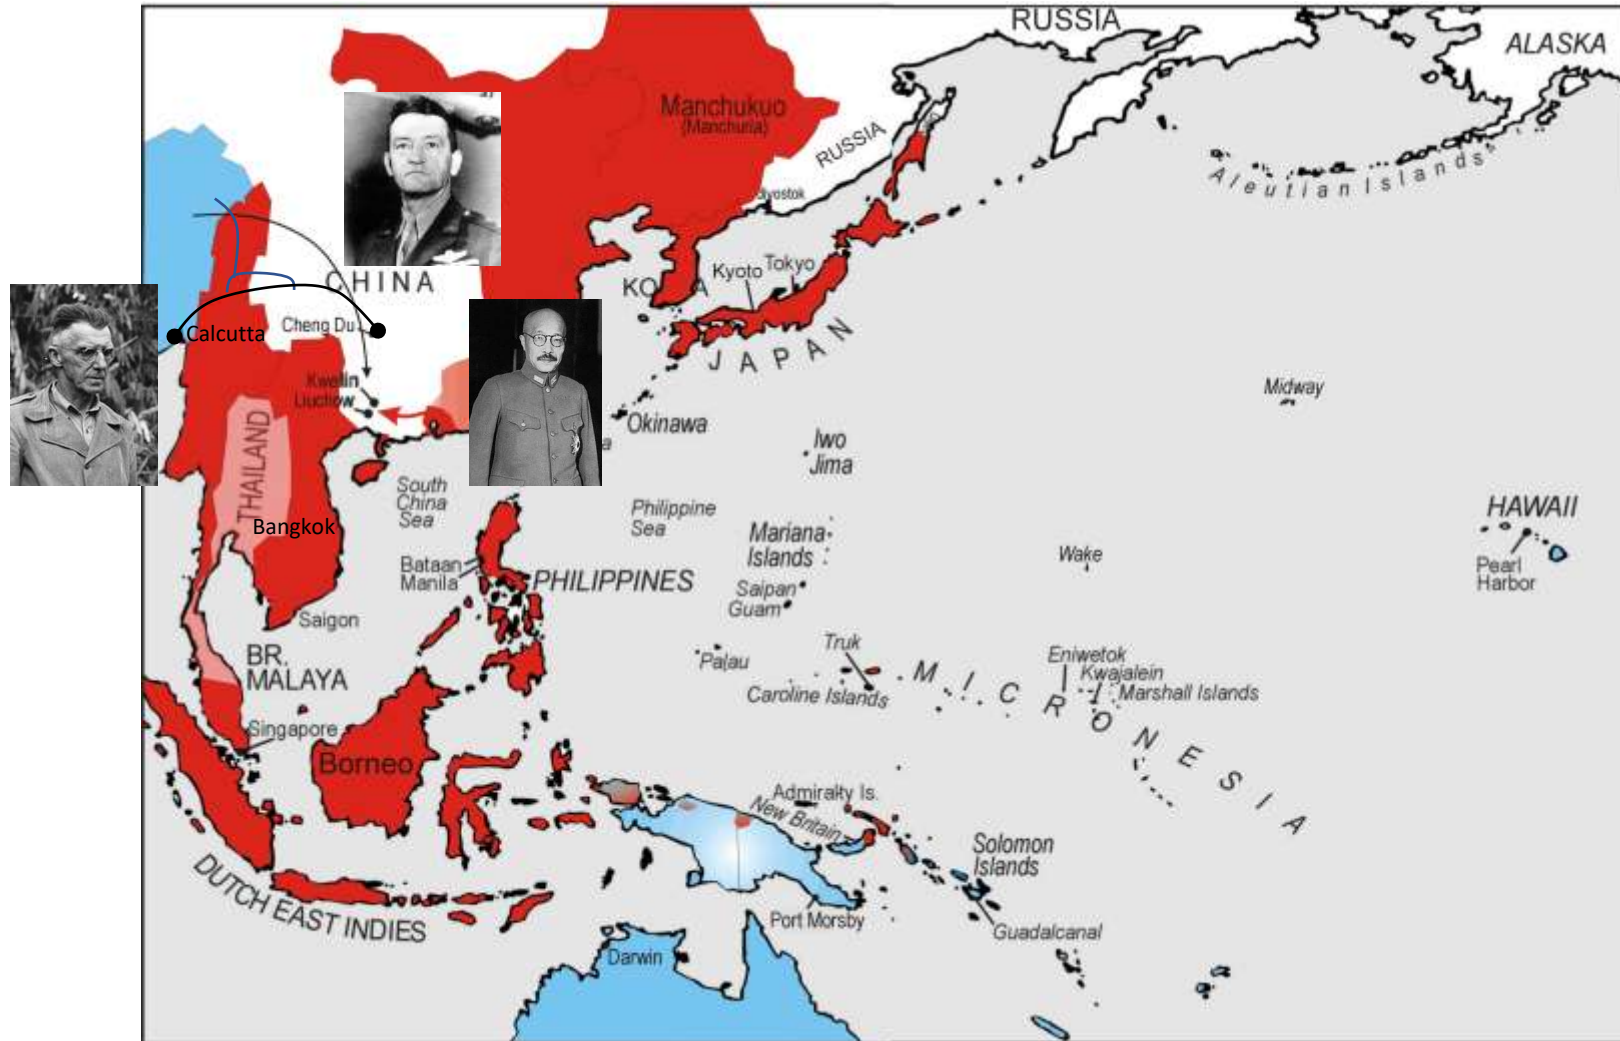 RUSSIA
ALASKA
Manchukuo
(Manchuria)
RUSSIA
Aleutian Islands
CHINA
Kyoto
Tokyo
JAPAN
Calcutta
Cheng Du
Kwelin
Liuchow
Midway
Okinawa
Iwo
Jima
THAILAND
South
China
Sea
Philippine
Sea
HAWAII
Bangkok
Mariana
Islands
Pearl
Harbor
Wake
Bataan
Manila
PHILIPPINES
Saipan
Guam
Saigon
BR.
MALAYA
Palau
Truk
Caroline Islands
MICRONESIA
Eniwetok
Kwajalein
Marshall Islands
Singapore
Borneo
Admiralty Is.
New Britain
Solomon
Islands
DUTCH EAST INDIES
Port Morsby
Guadalcanal
Darwin